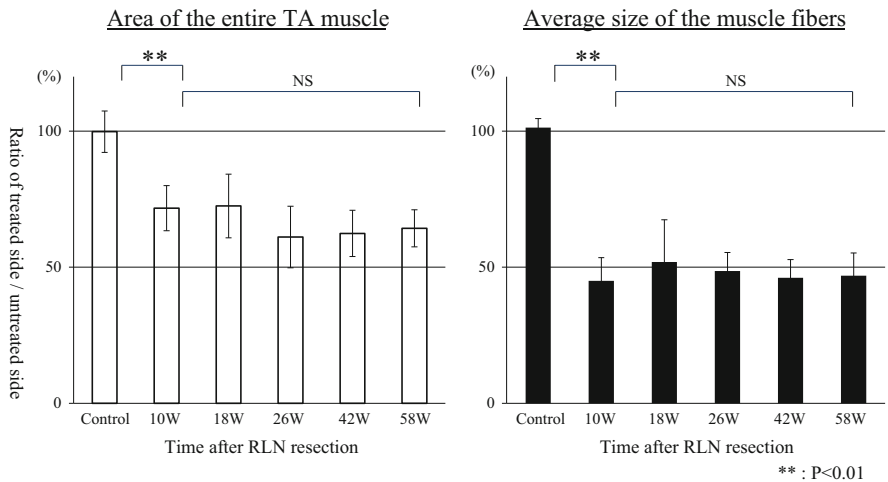 Area of the entire TA muscle
Average size of the muscle fibers
(%)
**
NS
(%)
**
NS
Ratio of treated side / untreated side
100
50
0
100
50
0
Control 10W 18W 26W 42W 58W
Control 10W 18W 26W 42W 58W
Time after RLN resection
Time after RLN resection
** : P<0.01